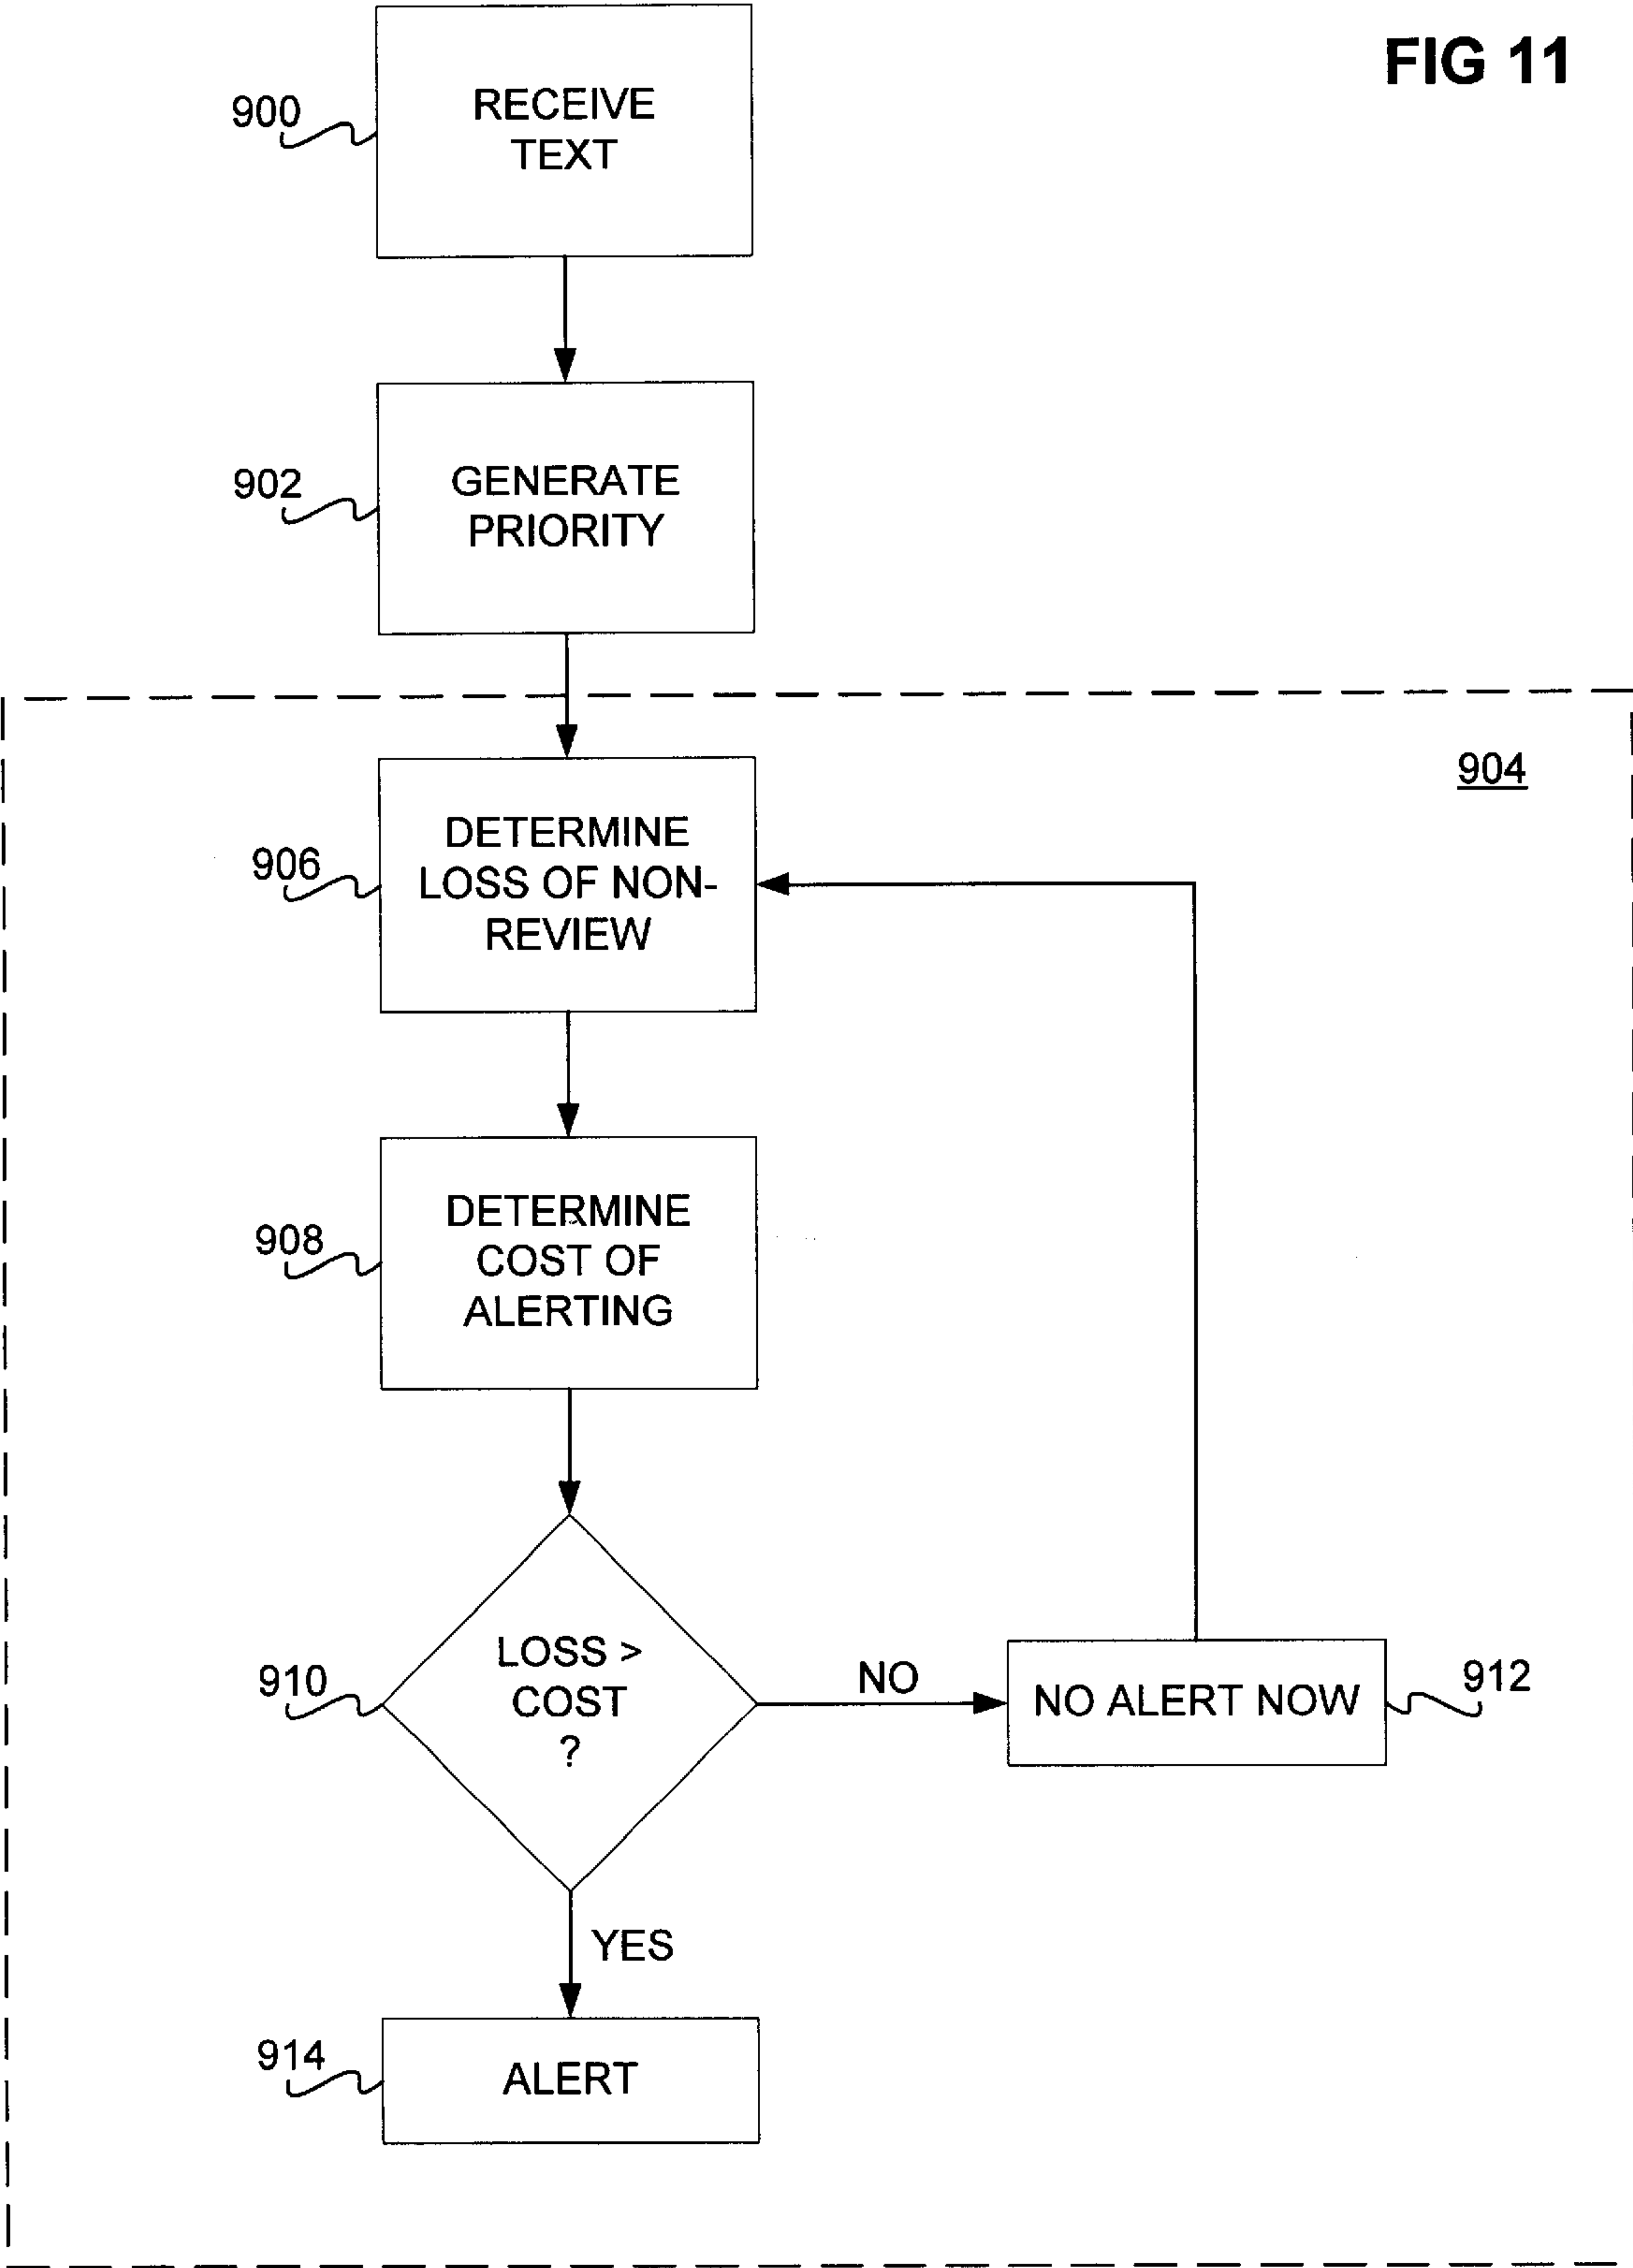 FIG 11
900
RECEIVE
TEXT
902
GENERATE
PRIORITY
904
906
DETERMINE
LOSS OF NON-
REVIEW
908
DETERMINE
COST OF
ALERTING
910
LOSS >
COST
?
NO
NO ALERT NOW
912
YES
914
ALERT